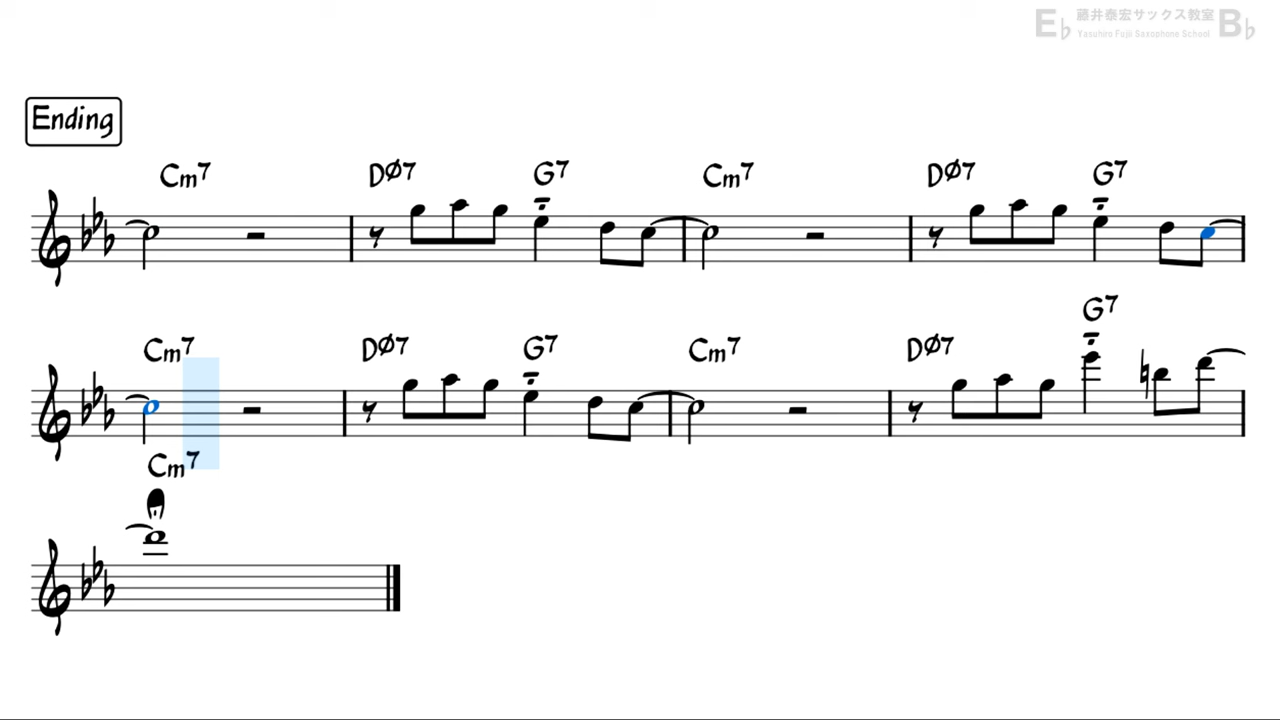 E♭ 藤井泰宏サックス教室 B♭
Yasuhiro Fujii Saxophone School
Ending
Cm7 DØ7 G7 Cm7 DØ7 G7
Cm7 DØ7 G7 Cm7 DØ7 G7
Cm7